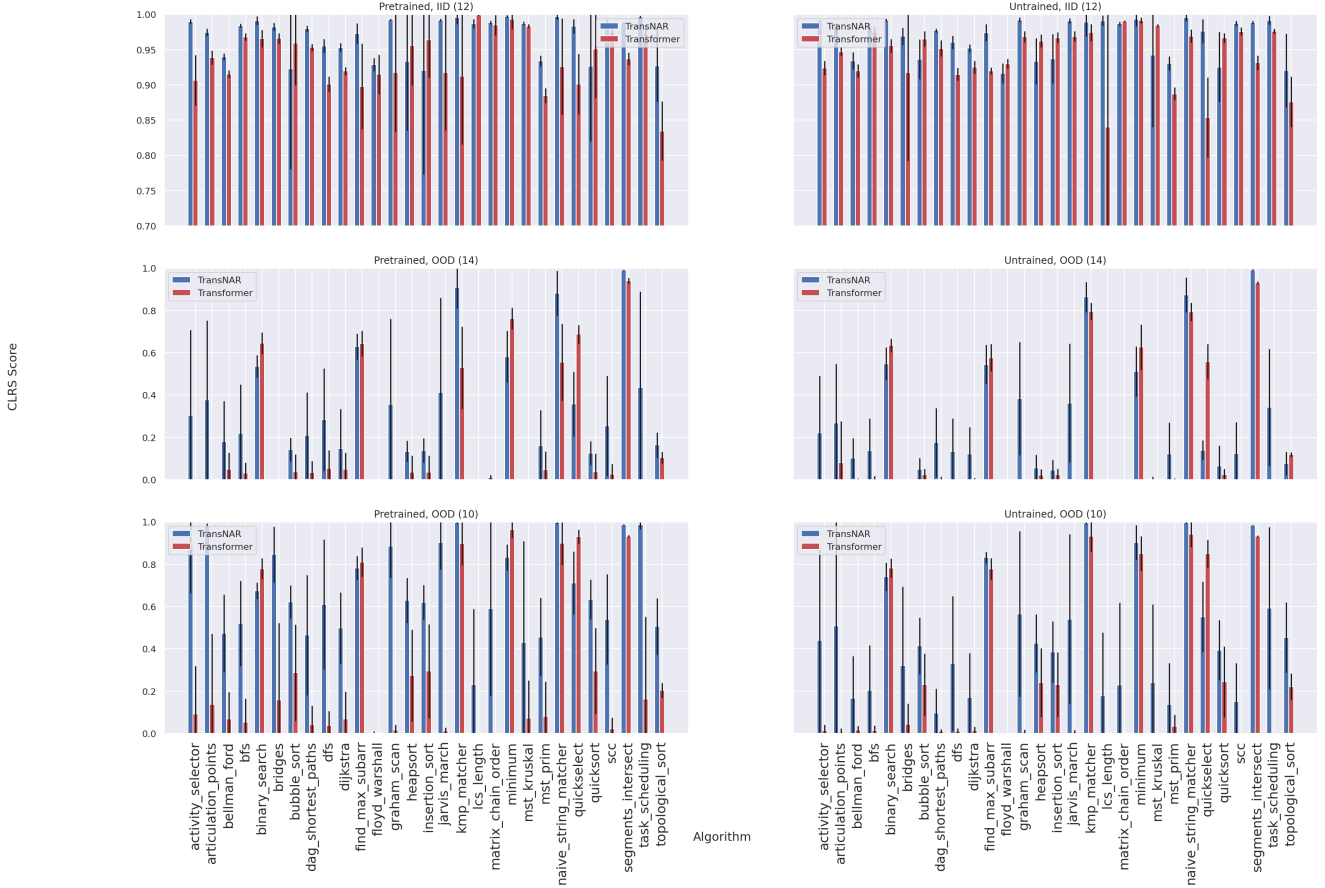 Pretrained, IID (12)
1.00
0.95
0.90
0.85
0.80
0.75
0.70
TransNAR
Transformer
Untrained, IID (12)
TransNAR
Transformer
Pretrained, OOD (14)
1.0
0.8
0.6
0.4
0.2
0.0
TransNAR
Transformer
Untrained, OOD (14)
TransNAR
Transformer
CLRS Score
Pretrained, OOD (10)
1.0
0.8
0.6
0.4
0.2
0.0
TransNAR
Transformer
Untrained, OOD (10)
TransNAR
Transformer
activity_selector
articulation_points
bellman_ford
bfs
binary_search
bridges
bubble_sort
dag_shortest_paths
dfs
dijkstra
find_max_subarr
floyd_warshall
graham_scan
heapsort
insertion_sort
jarvis_march
kmp_matcher
lcs_length
matrix_chain_order
minimum
mst_kruskal
mst_prim
naive_string_matcher
quickselect
quicksort
scc
segments_intersect
task_scheduling
topological_sort
activity_selector
articulation_points
bellman_ford
bfs
binary_search
bridges
bubble_sort
dag_shortest_paths
dfs
dijkstra
find_max_subarr
floyd_warshall
graham_scan
heapsort
insertion_sort
jarvis_march
kmp_matcher
lcs_length
matrix_chain_order
minimum
mst_kruskal
mst_prim
naive_string_matcher
quickselect
quicksort
scc
segments_intersect
task_scheduling
topological_sort
Algorithm